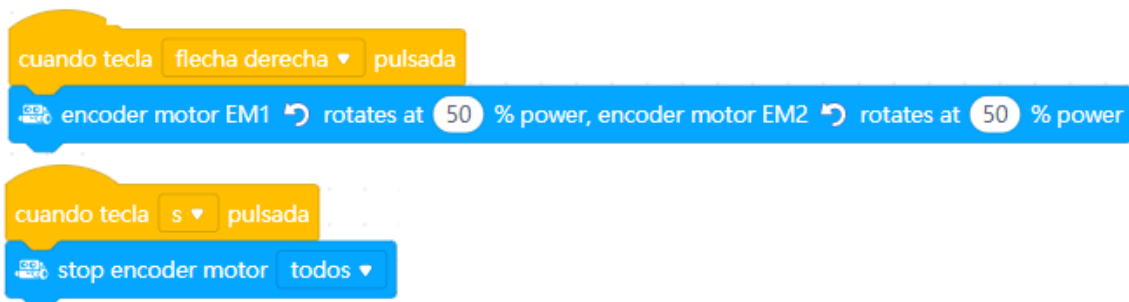 cuando tecla flecha derecha pulsada
encoder motor EM1 rotates at 50 % power, encoder motor EM2 rotates at 50 % power
cuando tecla s pulsada
stop encoder motor todos